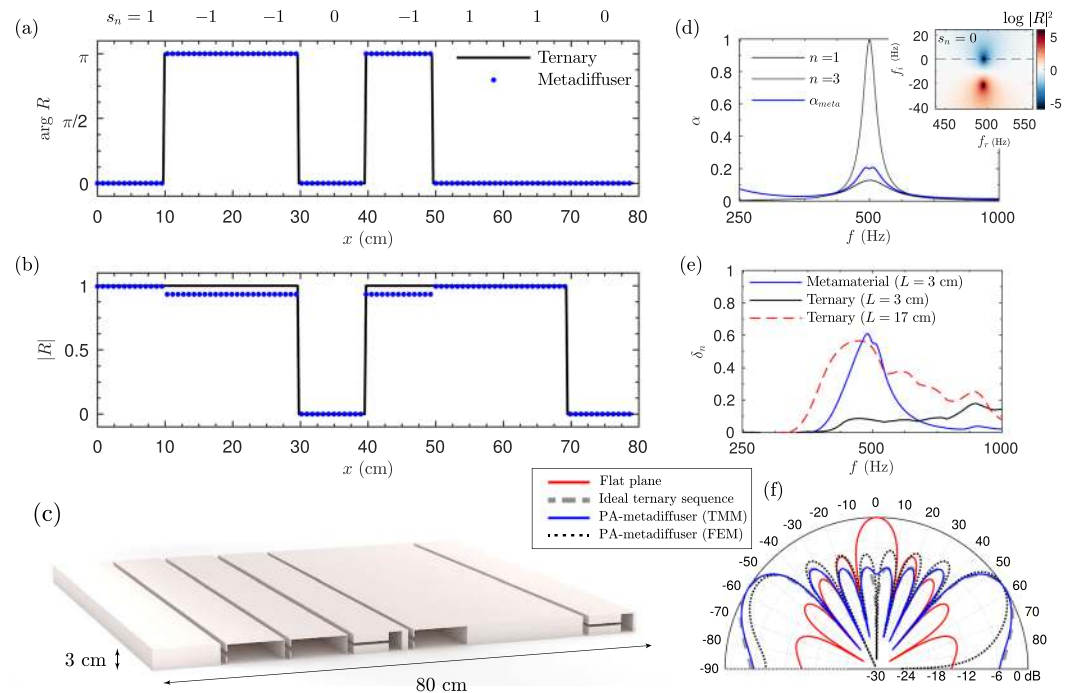 (a)
s_n = 1 −1 −1 0 −1 1 1 0
π
π/2
0
arg R
Ternary
Metadiffuser
0 10 20 30 40 50 60 70 80
x (cm)
(b)
1
0.5
0
|R|
0 10 20 30 40 50 60 70 80
x (cm)
(c)
3 cm
80 cm
(d)
1
0.8
0.6
0.4
0.2
0
α
n =1
n =3
α_meta
250 500 1000
f (Hz)
log |R|²
s_n = 0
20
0
-20
-40
f_i (Hz)
450 500 550
f_r (Hz)
5
0
-5
(e)
1
0.8
0.6
0.4
0.2
0
δ_n
Metamaterial (L = 3 cm)
Ternary (L = 3 cm)
Ternary (L = 17 cm)
250 500 1000
f (Hz)
Flat plane
Ideal ternary sequence
PA-metadiffuser (TMM)
PA-metadiffuser (FEM)
(f)
-90 -80 -70 -60 -50 -40 -30 -20 -10 0 10 20 30 40 50 60 70 80
-30 -24 -18 -12 -6 0 dB